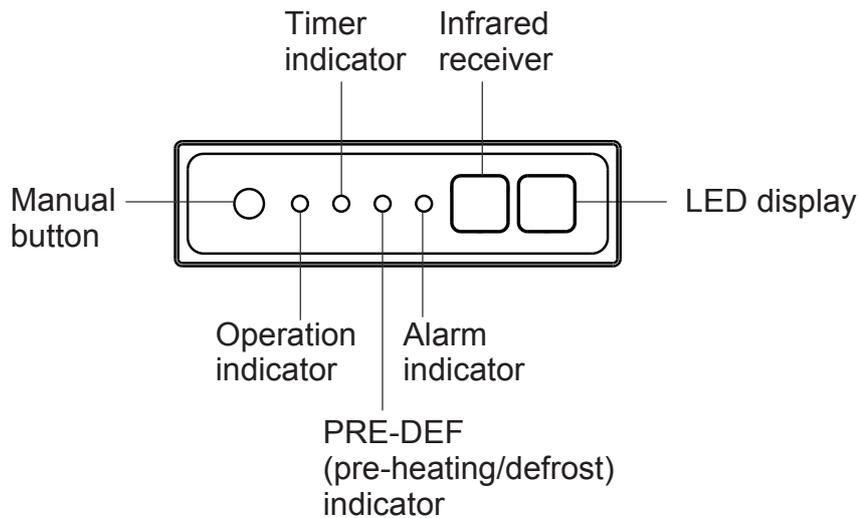 Timer
indicator
Infrared
receiver
Manual
button
LED display
Operation
indicator
Alarm
indicator
PRE-DEF
(pre-heating/defrost)
indicator